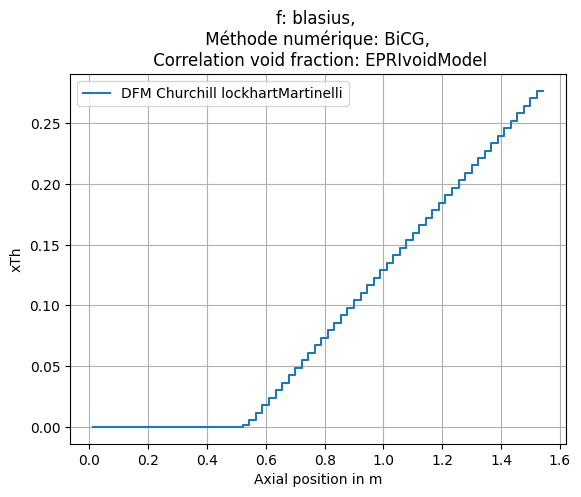 f: blasius,
Méthode numérique: BiCG,
Correlation void fraction: EPRIvoidModel
DFM Churchill lockhartMartinelli
xTh
0.25
0.20
0.15
0.10
0.05
0.00
0.0 0.2 0.4 0.6 0.8 1.0 1.2 1.4 1.6
Axial position in m